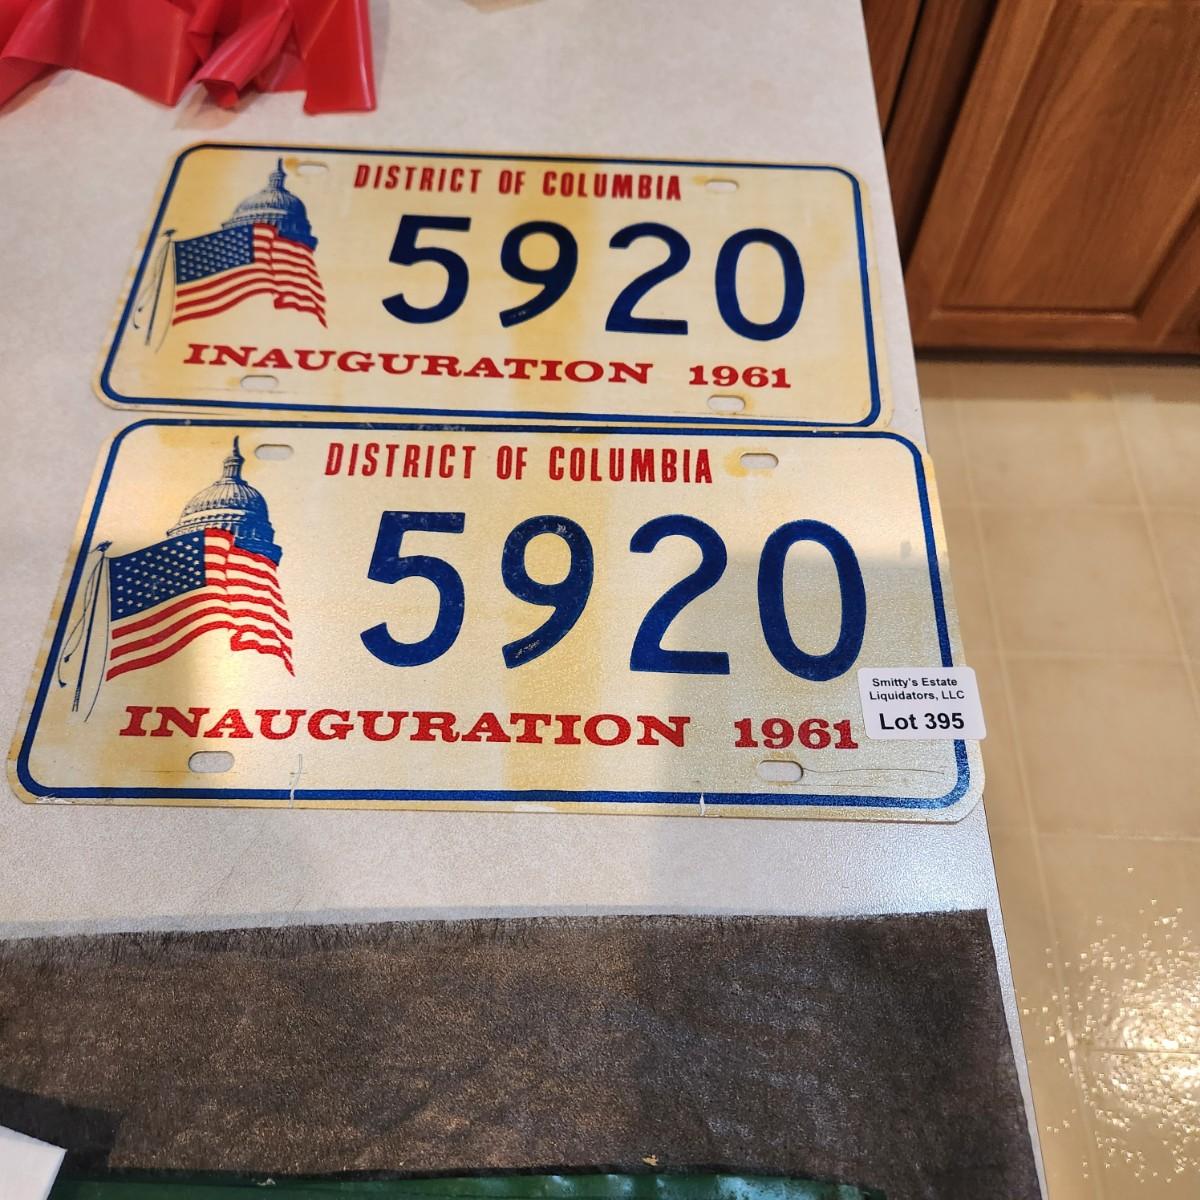 DISTRICT OF COLUMBIA
5920
INAUGURATION 1961
DISTRICT OF COLUMBIA
5920
INAUGURATION 1961
Smitty's Estate
Liquidators, LLC
Lot 395